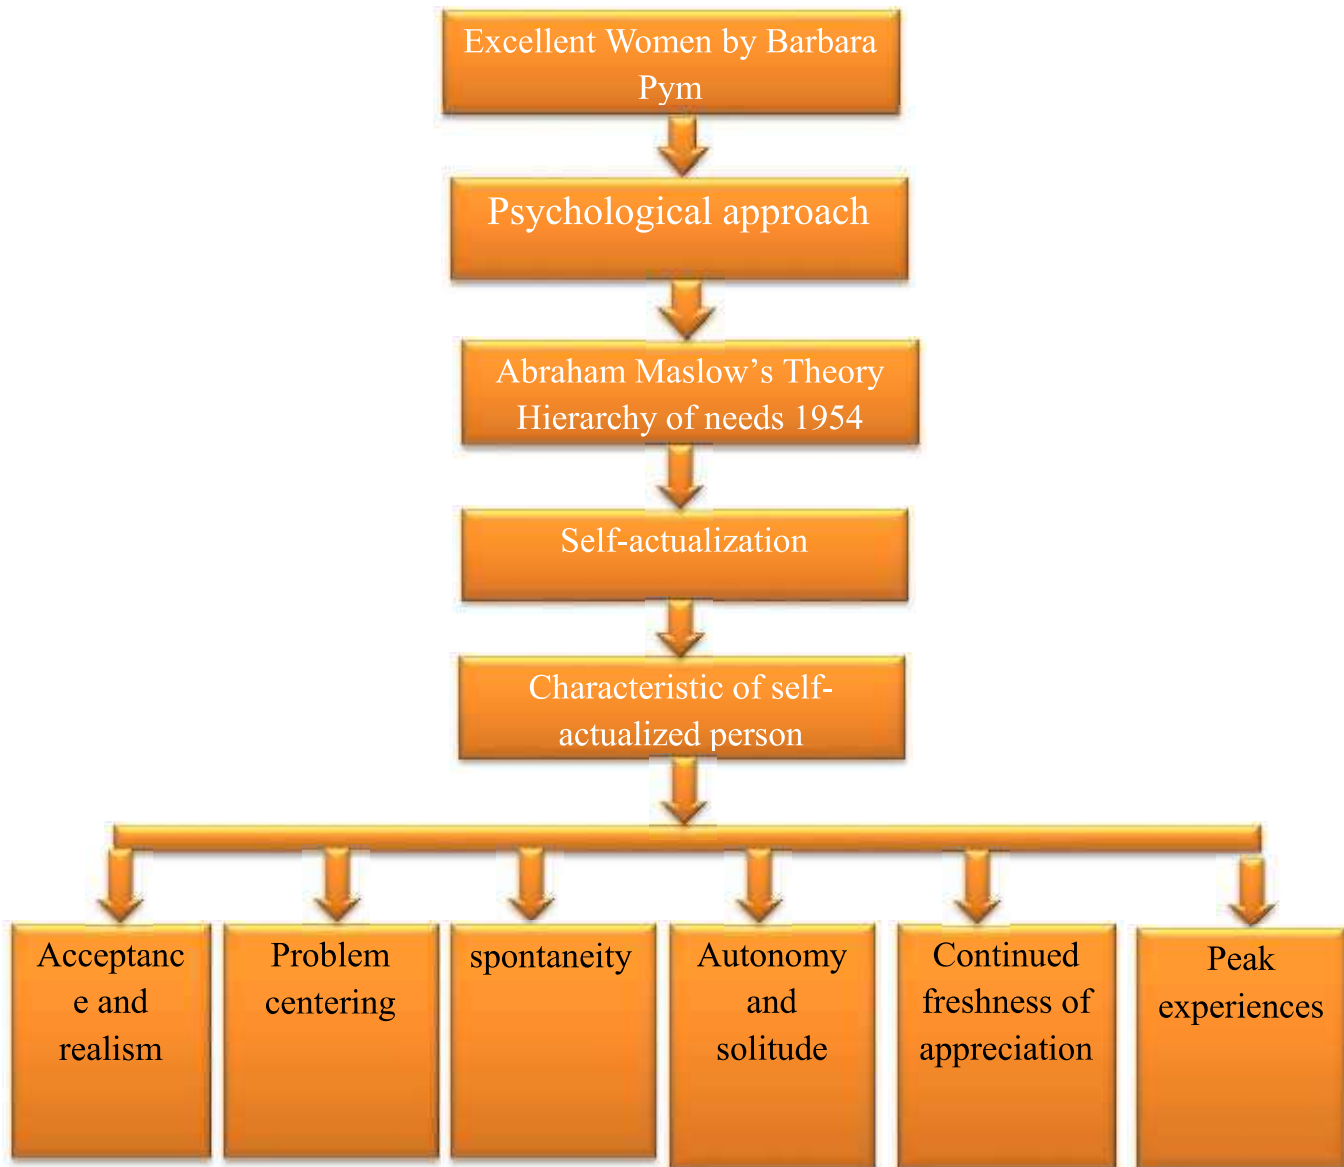 Excellent Women by Barbara
Pym
Psychological approach
Abraham Maslow’s Theory
Hierarchy of needs 1954
Self-actualization
Characteristic of self-
actualized person
Acceptanc
e and
realism
Problem
centering
spontaneity
Autonomy
and
solitude
Continued
freshness of
appreciation
Peak
experiences